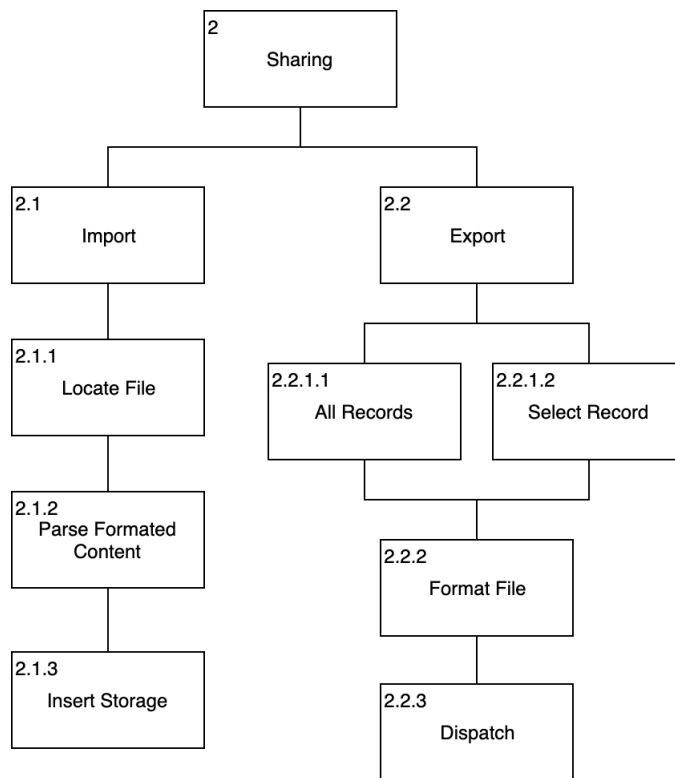 2
Sharing
2.1
Import
2.2
Export
2.1.1
Locate File
2.2.1.1
All Records
2.2.1.2
Select Record
2.1.2
Parse Formated
Content
2.2.2
Format File
2.1.3
Insert Storage
2.2.3
Dispatch